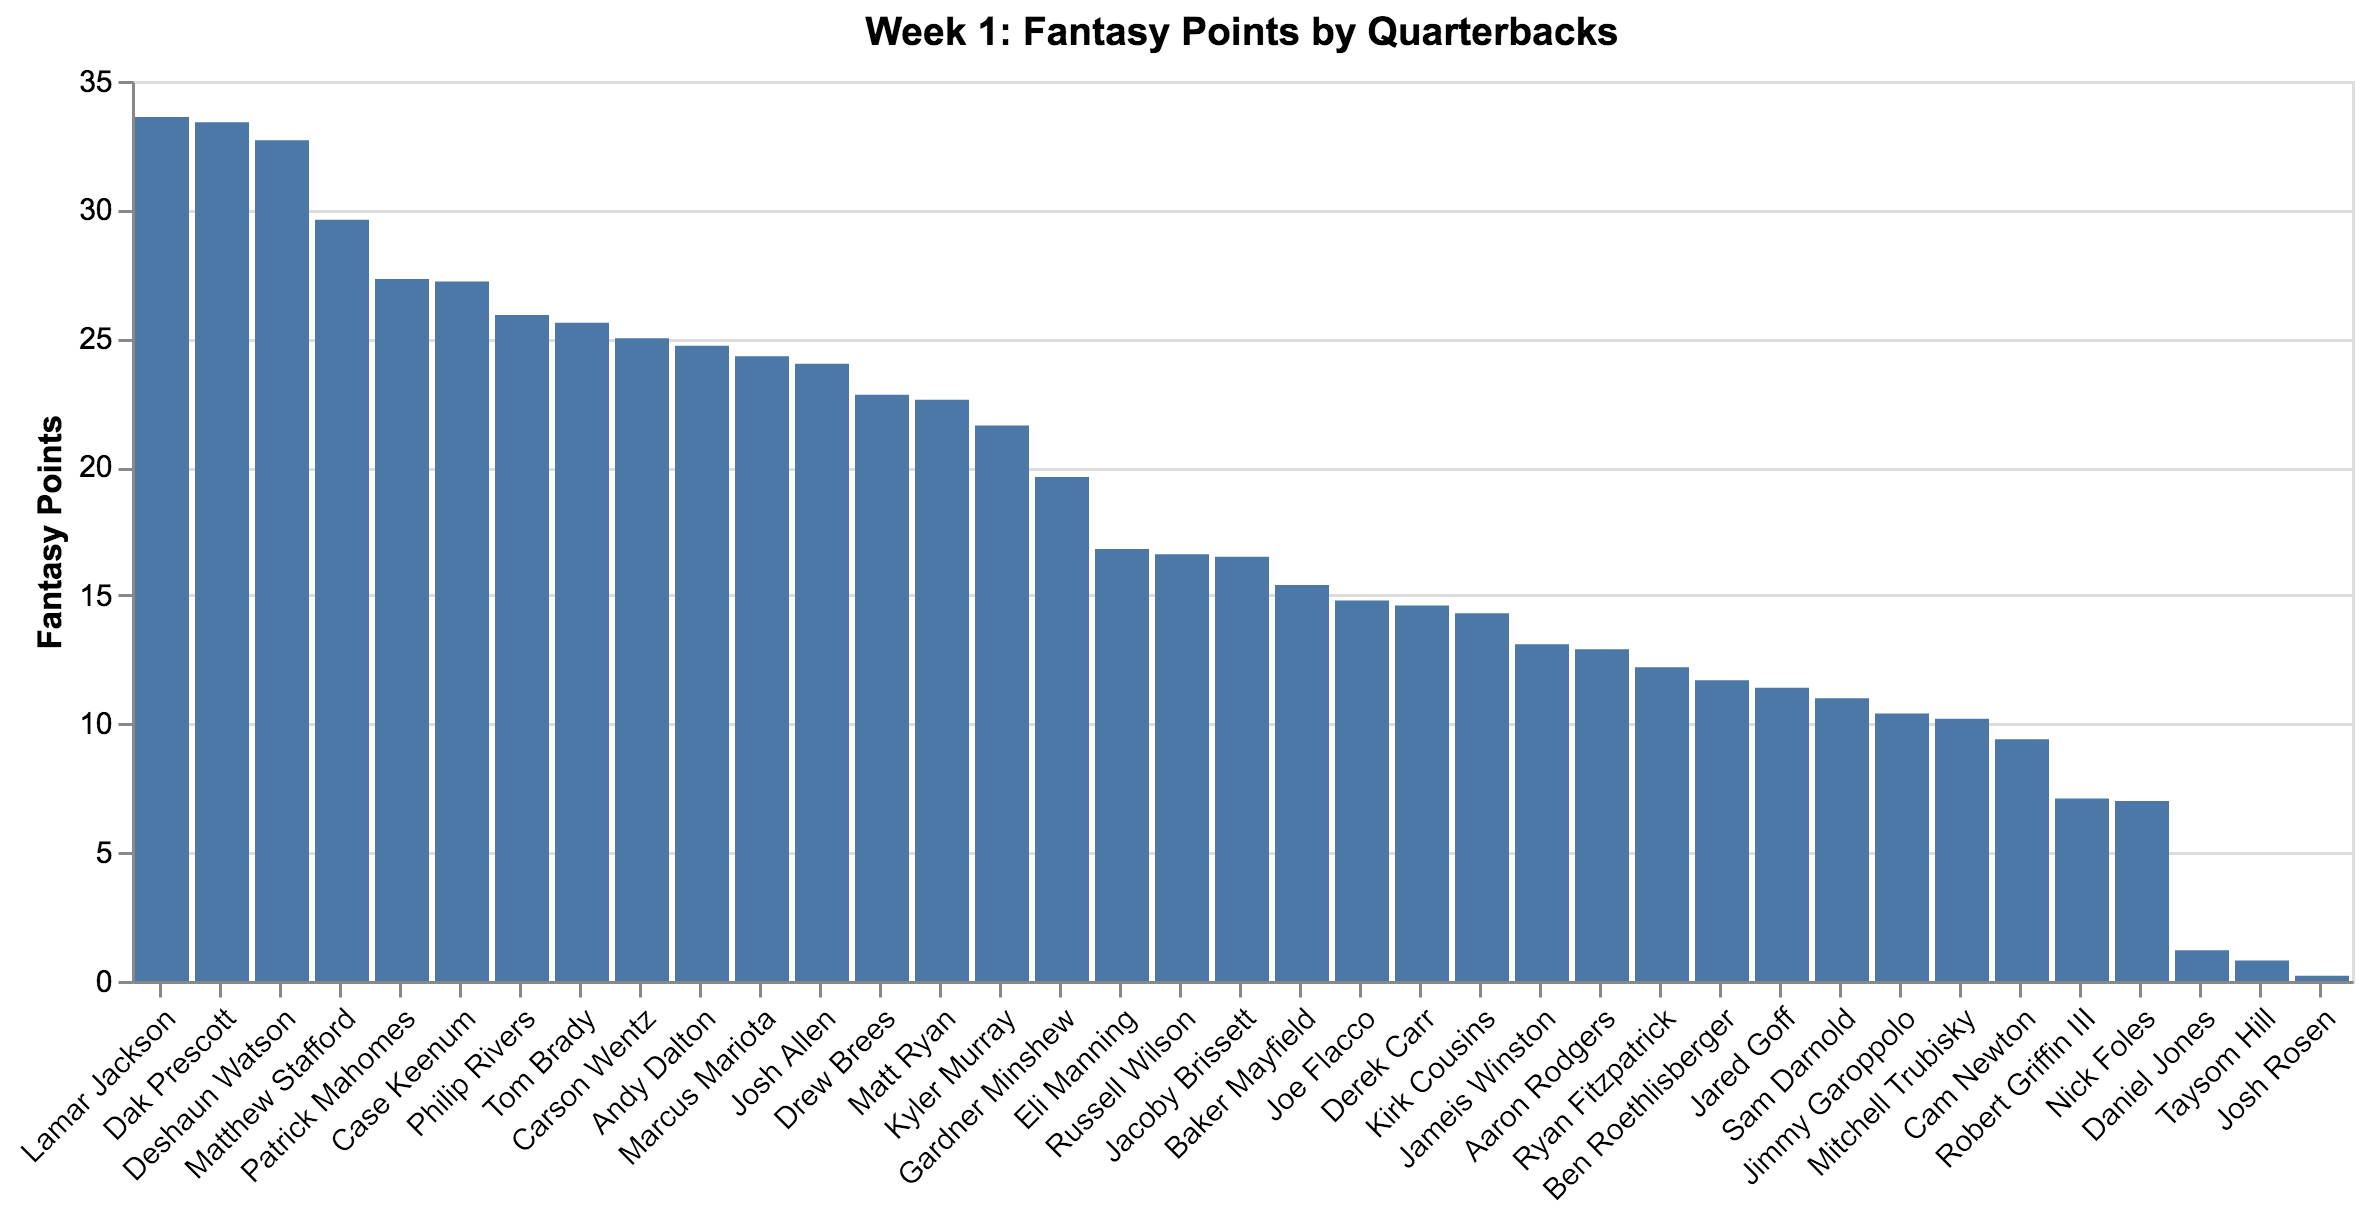 Week 1: Fantasy Points by Quarterbacks
Fantasy Points
35
30
25
20
15
10
5
0
Lamar Jackson
Dak Prescott
Deshaun Watson
Matthew Stafford
Patrick Mahomes
Case Keenum
Philip Rivers
Tom Brady
Carson Wentz
Andy Dalton
Marcus Mariota
Josh Allen
Drew Brees
Matt Ryan
Kyler Murray
Gardner Minshew
Eli Manning
Russell Wilson
Jacoby Brissett
Baker Mayfield
Joe Flacco
Derek Carr
Kirk Cousins
Jameis Winston
Aaron Rodgers
Ryan Fitzpatrick
Ben Roethlisberger
Jared Goff
Sam Darnold
Jimmy Garoppolo
Mitchell Trubisky
Cam Newton
Robert Griffin III
Nick Foles
Daniel Jones
Taysom Hill
Josh Rosen